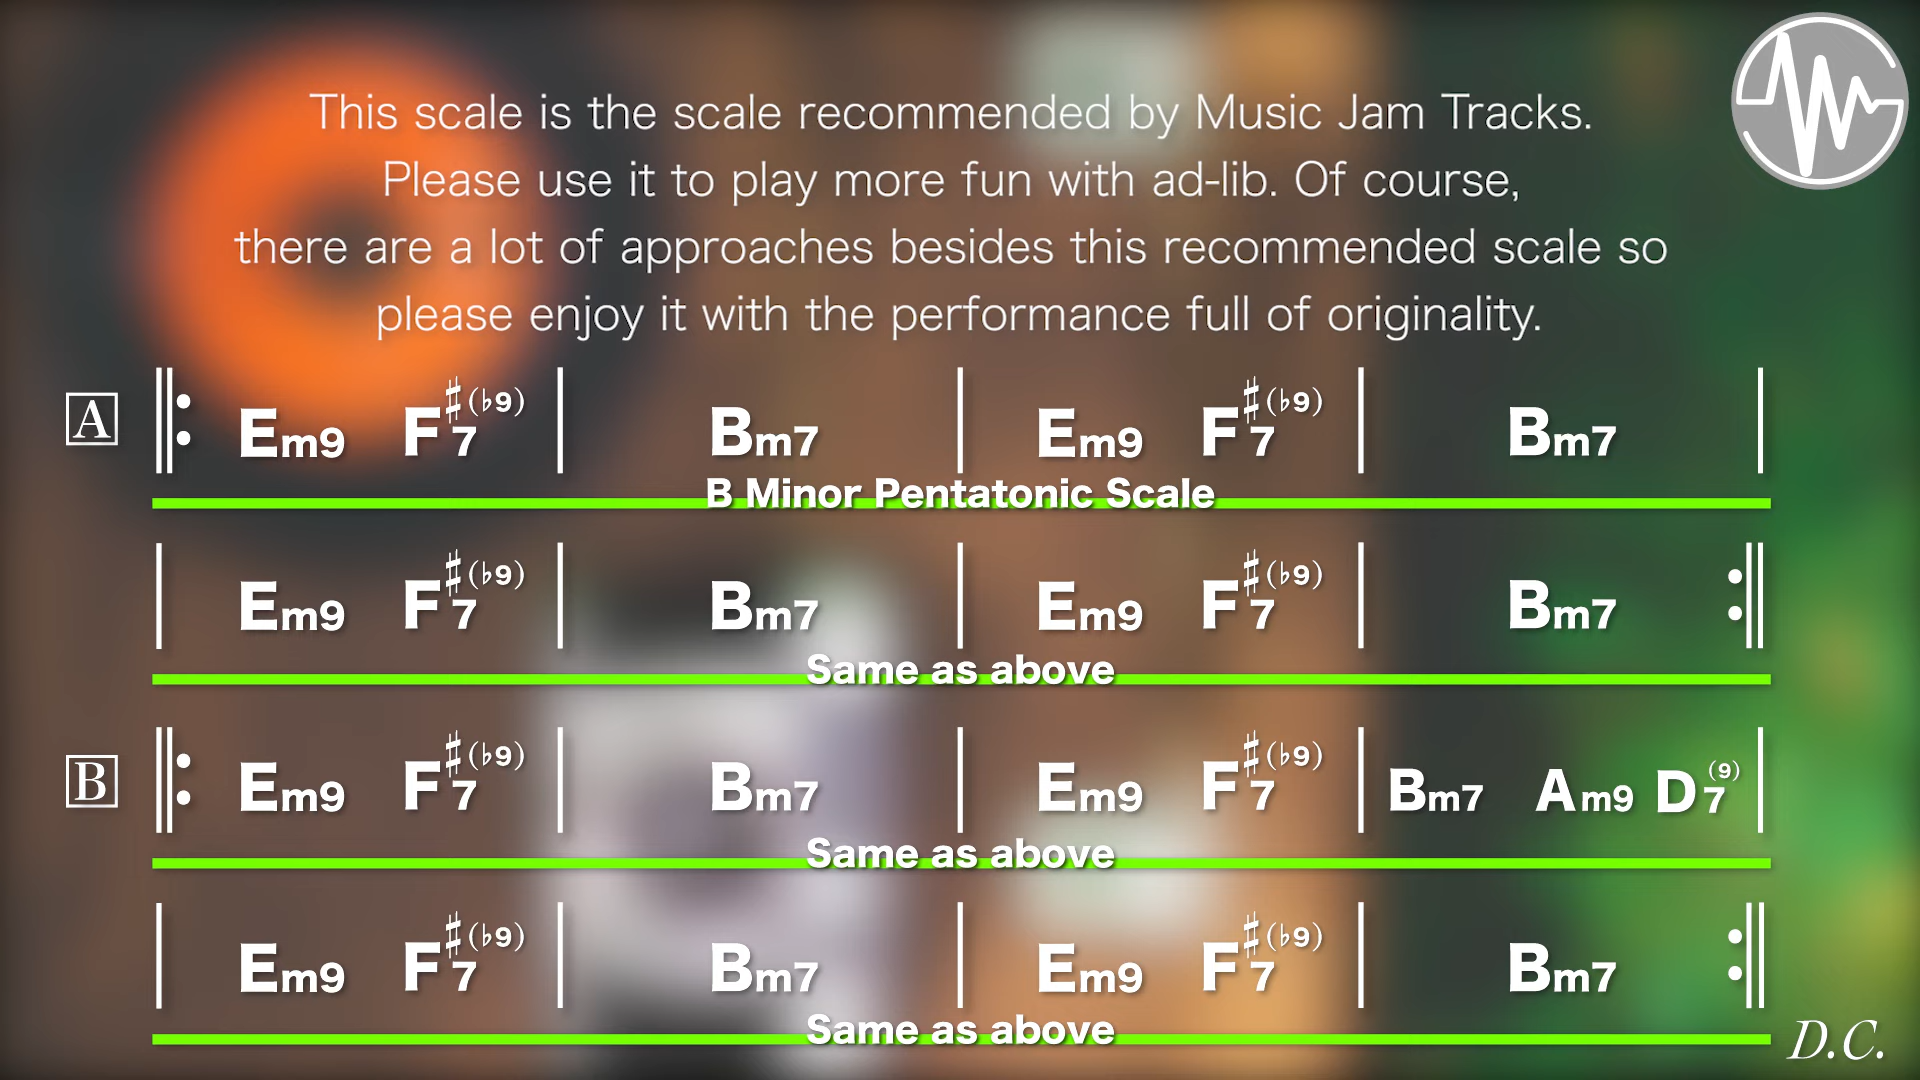 This scale is the scale recommended by Music Jam Tracks.
Please use it to play more fun with ad-lib. Of course,
there are a lot of approaches besides this recommended scale so
please enjoy it with the performance full of originality.
A Em9 F♯7(♭9) Bm7 Em9 F♯7(♭9) Bm7
B Minor Pentatonic Scale
Em9 F♯7(♭9) Bm7 Em9 F♯7(♭9) Bm7
Same as above
B Em9 F♯7(♭9) Bm7 Em9 F♯7(♭9) Bm7 Am9 D7(9)
Same as above
Em9 F♯7(♭9) Bm7 Em9 F♯7(♭9) Bm7
Same as above
D.C.